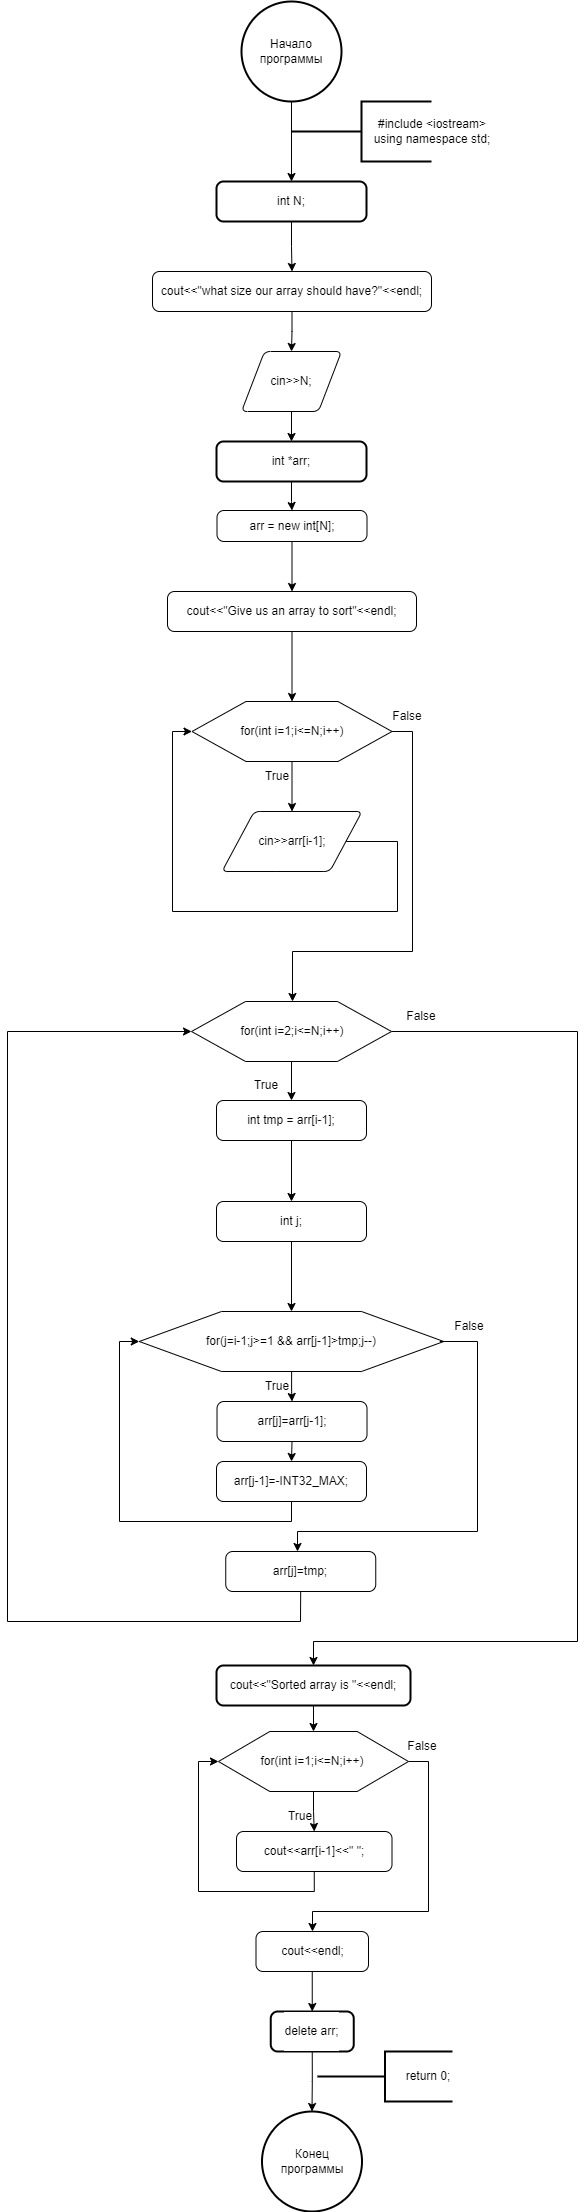 Начало
программы
#include <iostream>
using namespace std;
int N;
cout<<"what size our array should have?"<<endl;
cin>>N;
int *arr;
arr = new int[N];
cout<<"Give us an array to sort"<<endl;
False
for(int i=1;i<=N;i++)
True
cin>>arr[i-1];
False
for(int i=2;i<=N;i++)
True
int tmp = arr[i-1];
int j;
False
for(j=i-1;j>=1 && arr[j-1]>tmp;j--)
True
arr[j]=arr[j-1];
arr[j-1]=-INT32_MAX;
arr[j]=tmp;
cout<<"Sorted array is "<<endl;
False
for(int i=1;i<=N;i++)
True
cout<<arr[i-1]<<" ";
cout<<endl;
delete arr;
return 0;
Конец
программы